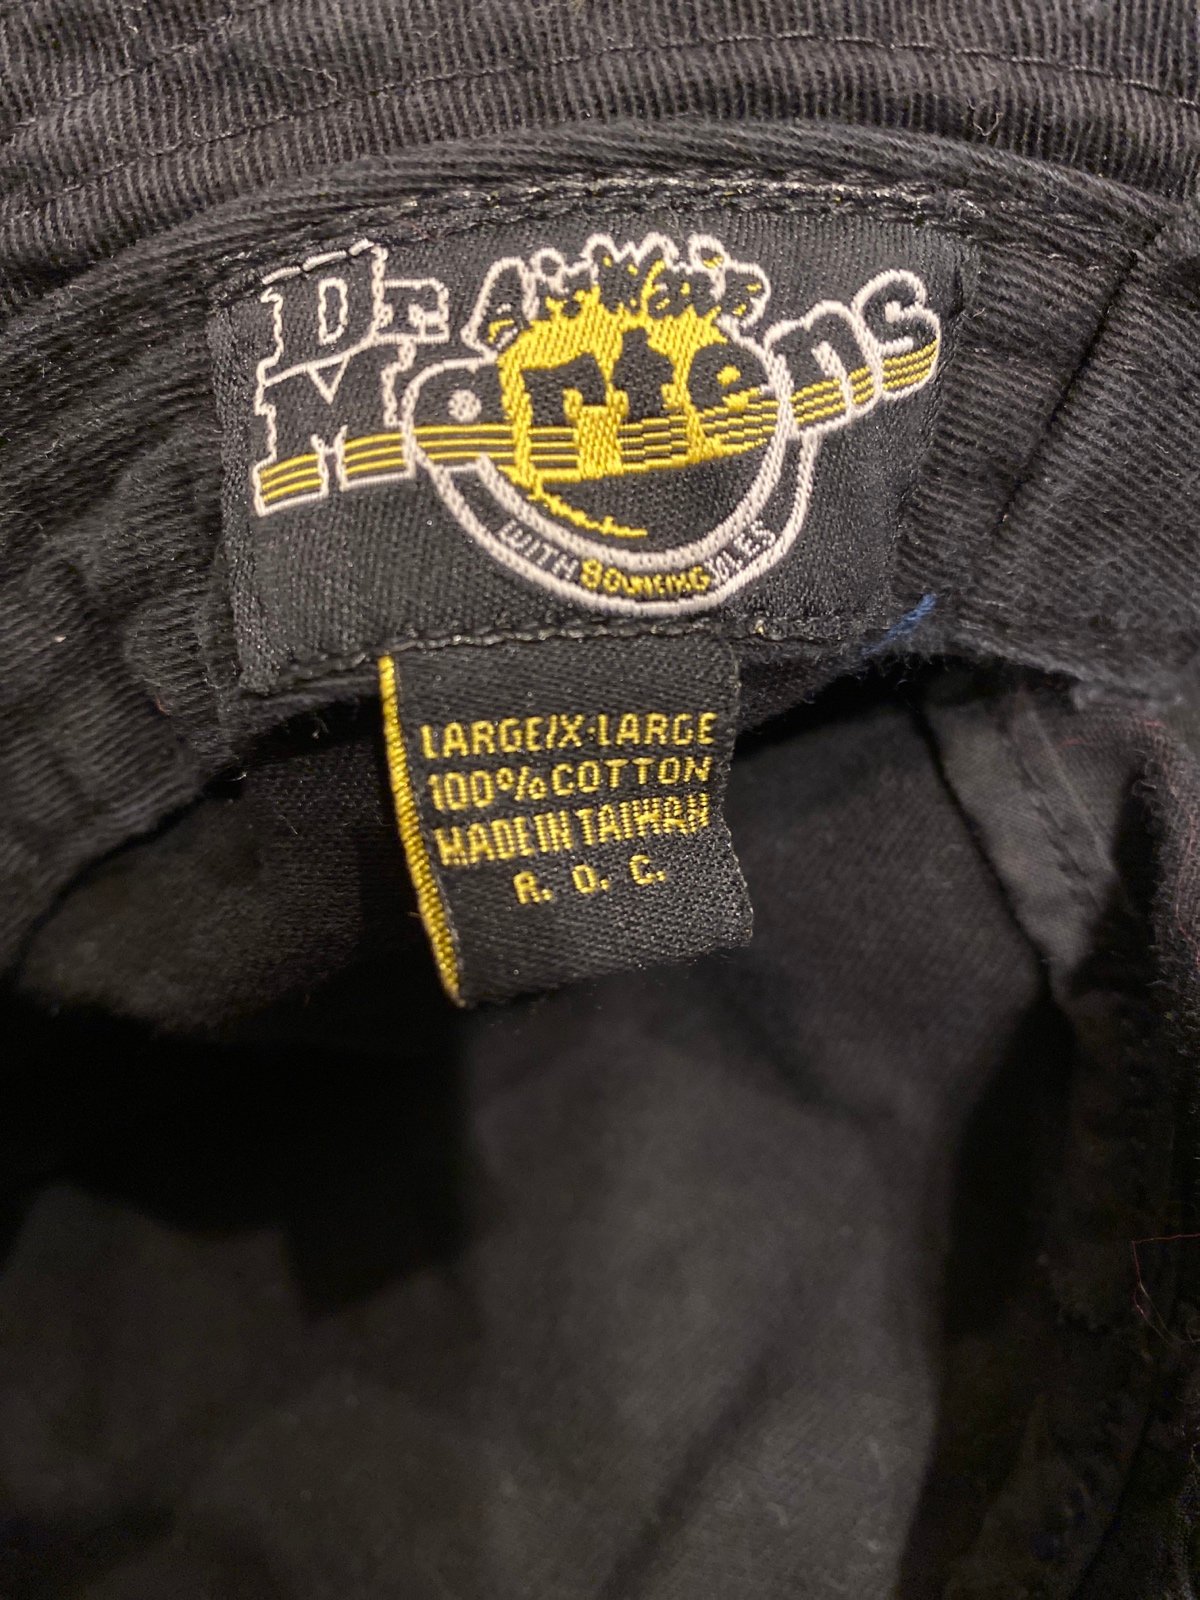 Dr. AirWair
Martens
WITH BOUNCING SOLES
LARGE/X-LARGE
100% COTTON
MADE IN TAIWAN
R. O. C.